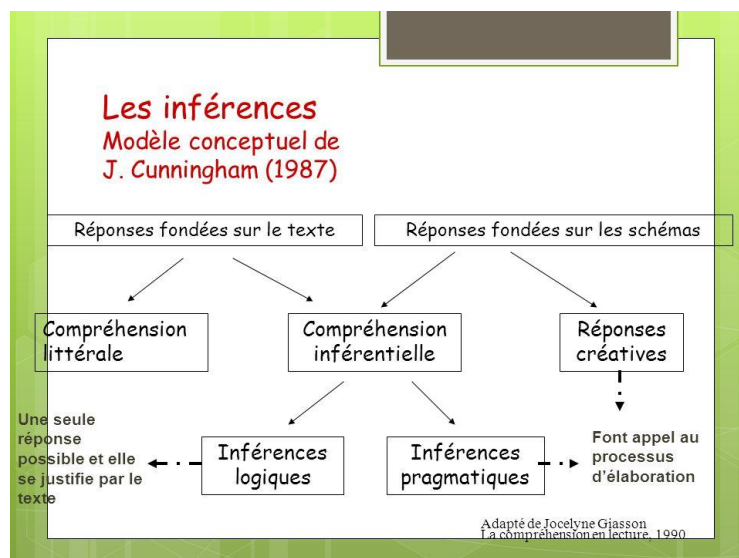 Les inférences
Modèle conceptuel de
J. Cunningham (1987)
Réponses fondées sur le texte
Réponses fondées sur les schémas
Compréhension
littérale
Compréhension
inférentielle
Réponses
créatives
Une seule
réponse
possible et elle
se justifie par le
texte
Inférences
logiques
Inférences
pragmatiques
Font appel au
processus
d'élaboration
Adapté de Jocelyne Giasson
La compréhension en lecture, 1990